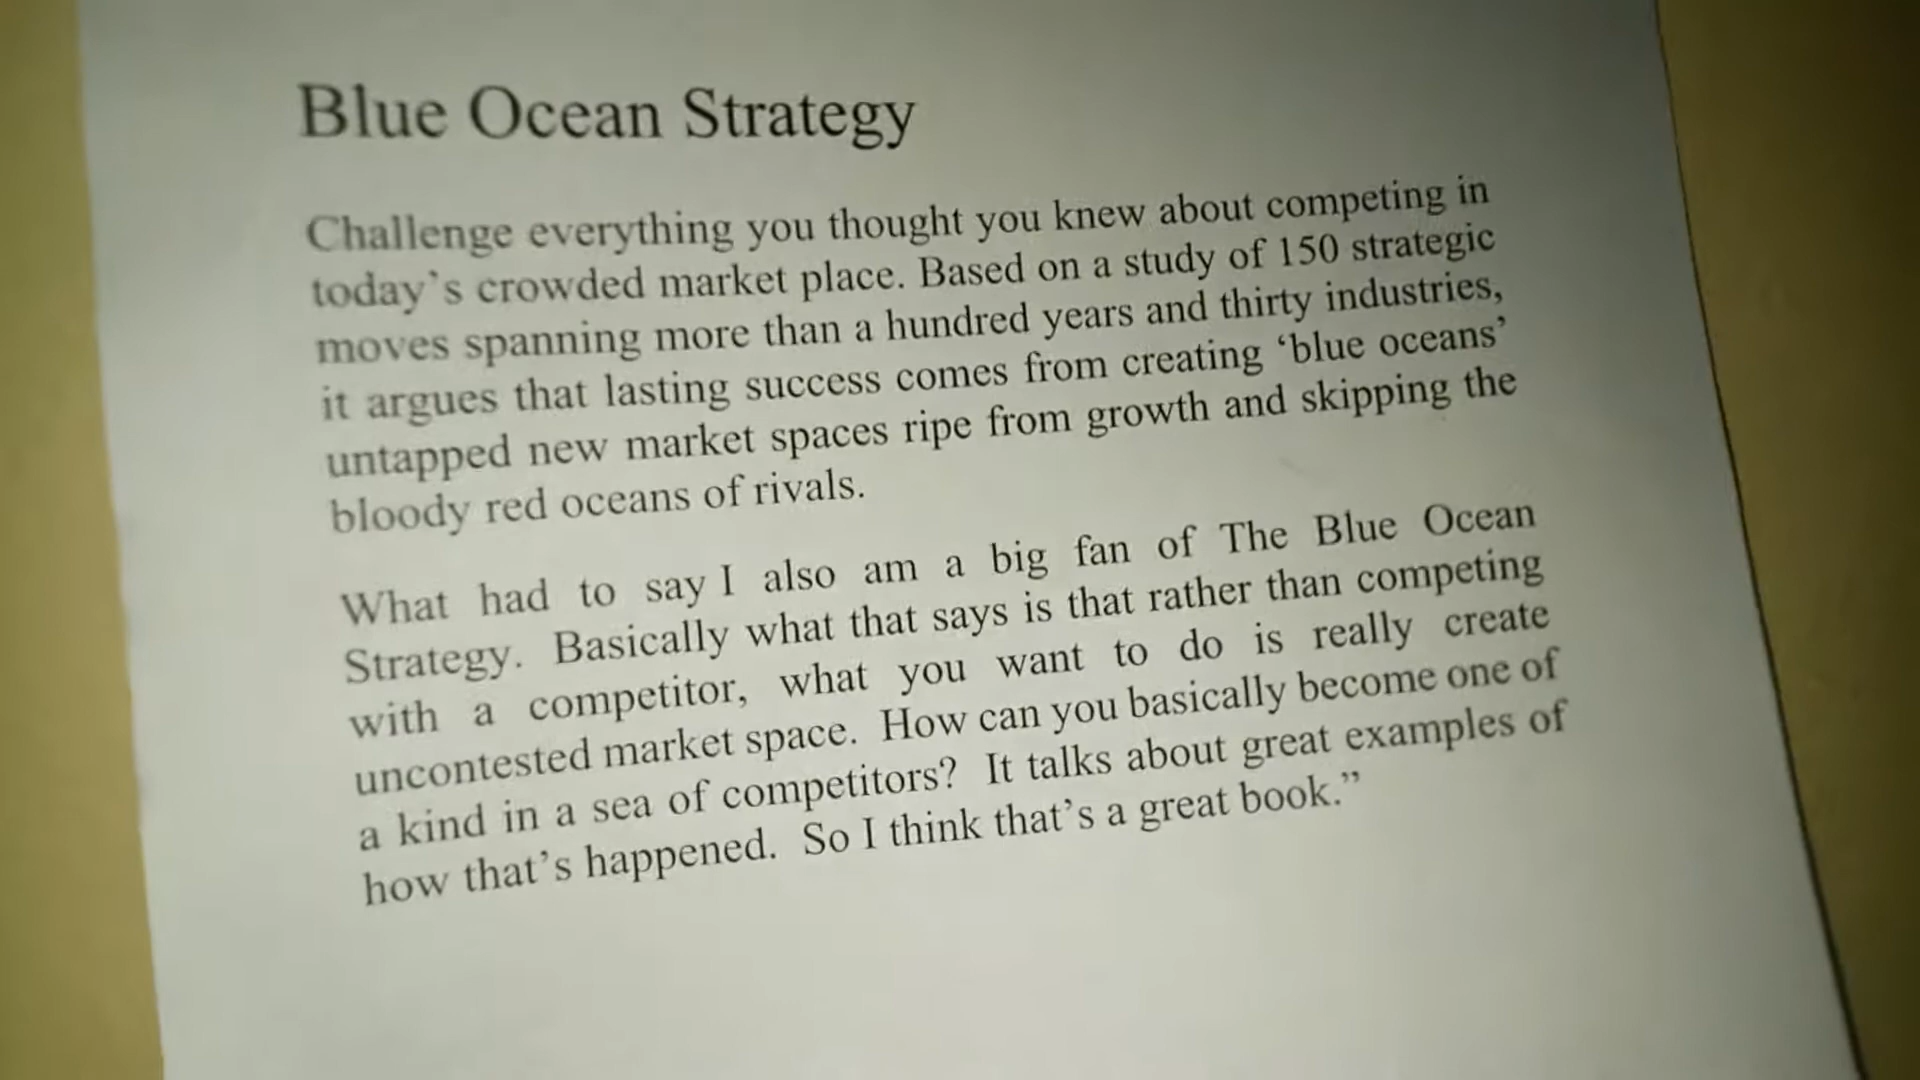 Blue Ocean Strategy
Challenge everything you thought you knew about competing in
today's crowded market place. Based on a study of 150 strategic
moves spanning more than a hundred years and thirty industries,
it argues that lasting success comes from creating ‘blue oceans’
untapped new market spaces ripe from growth and skipping the
bloody red oceans of rivals.
What had to say I also am a big fan of The Blue Ocean
Strategy. Basically what that says is that rather than competing
with a competitor, what you want to do is really create
uncontested market space. How can you basically become one of
a kind in a sea of competitors? It talks about great examples of
how that’s happened. So I think that’s a great book.”